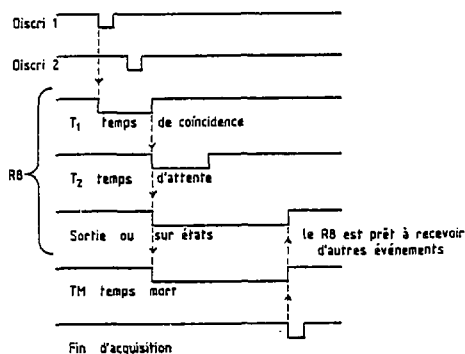 Discri 1
Discri 2
T1 temps de coïncidence
RB
T2 temps d'attente
Sortie ou sur états
le RB est prêt à recevoir
d'autres événements
TM temps mort
Fin d'acquisition